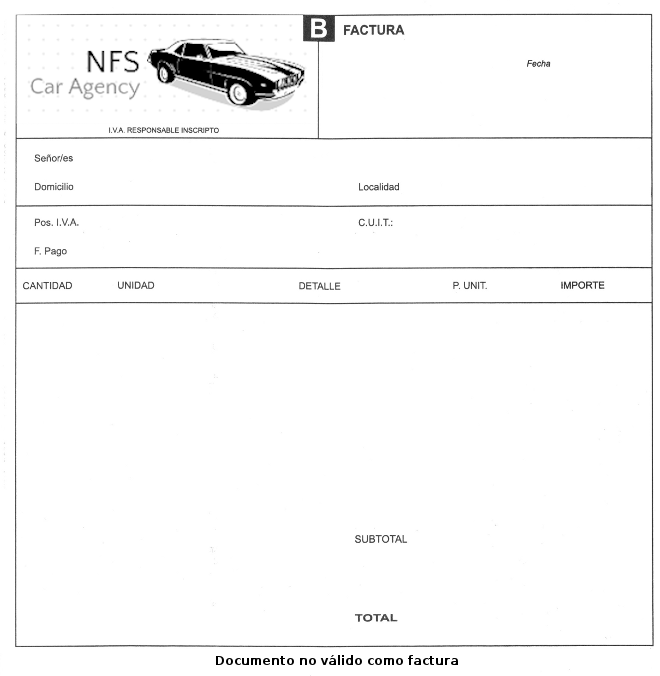 B FACTURA
NFS
Car Agency
Fecha
I.V.A. RESPONSABLE INSCRIPTO
Señor/es
Domicilio Localidad
Pos. I.V.A. C.U.I.T.:
F. Pago
CANTIDAD UNIDAD DETALLE P. UNIT. IMPORTE
SUBTOTAL
TOTAL
Documento no válido como factura